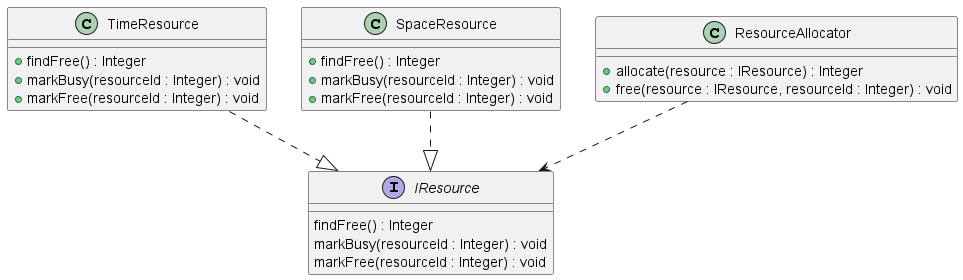 C TimeResource
findFree() : Integer
markBusy(resourceId : Integer) : void
markFree(resourceId : Integer) : void
C SpaceResource
findFree() : Integer
markBusy(resourceId : Integer) : void
markFree(resourceId : Integer) : void
C ResourceAllocator
allocate(resource : IResource) : Integer
free(resource : IResource, resourceId : Integer) : void
I IResource
findFree() : Integer
markBusy(resourceId : Integer) : void
markFree(resourceId : Integer) : void